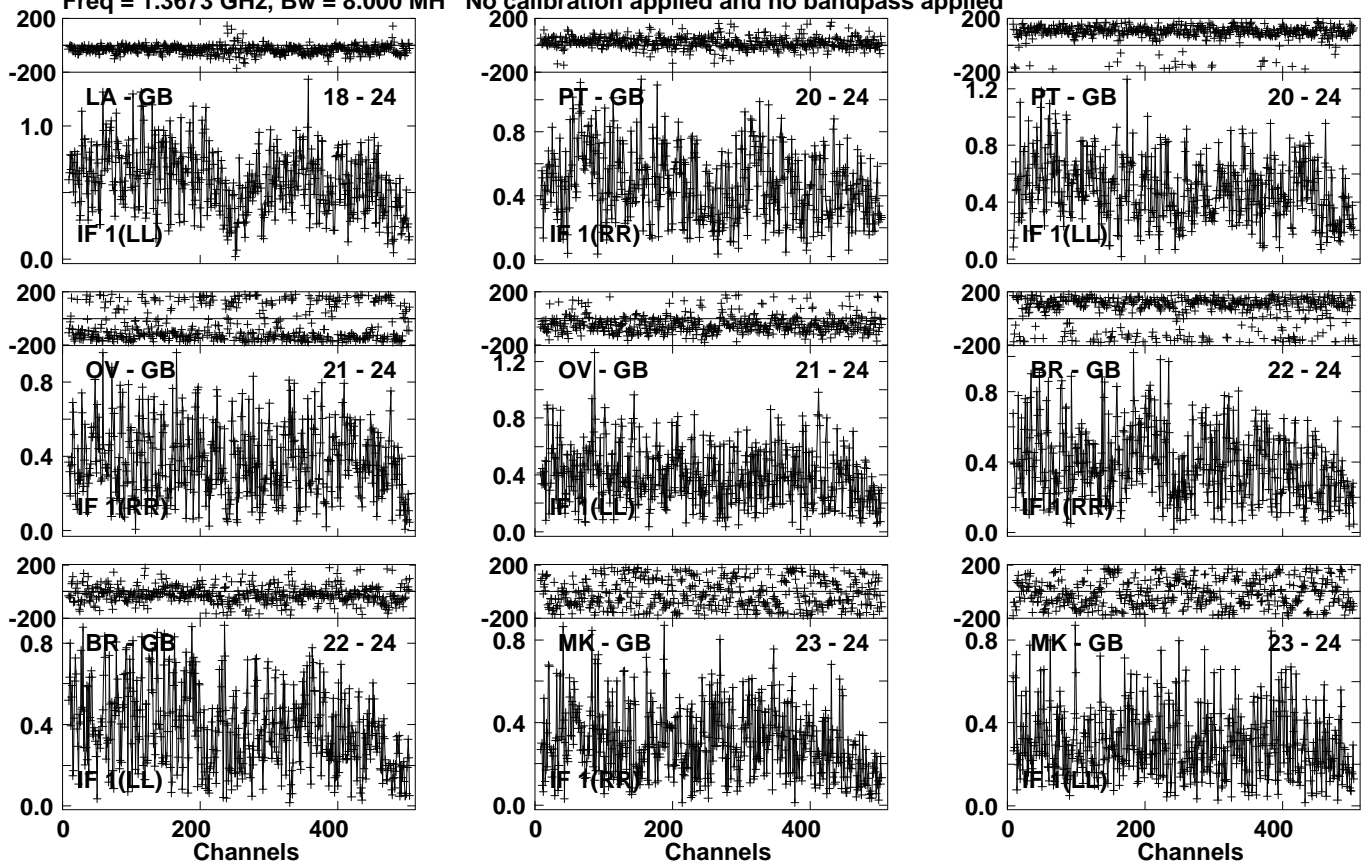 Freq = 1.3673 GHz, Bw = 8.000 MH No calibration applied and no bandpass applied
200 200 200
-200 -200 -200
LA - GB 18 - 24 PT - GB 20 - 24 1.2 PT - GB 20 - 24
1.0 0.8 0.8
0.4 0.4
IF 1(LL) IF 1(RR) IF 1(LL)
0.0 0.0 0.0
200 200 200
-200 -200 -200
OV - GB 21 - 24 1.2 OV - GB 21 - 24 BR - GB 22 - 24
0.8 0.8 0.8
0.4 0.4 0.4
IF 1(RR) IF 1(LL) IF 1(RR)
0.0 0.0 0.0
200 200 200
-200 -200 -200
0.8 BR - GB 22 - 24 0.8 MK - GB 23 - 24 0.8 MK - GB 23 - 24
0.4 0.4 0.4
IF 1(LL) IF 1(RR) IF 1(LL)
0.0 0.0 0.0
0 200 400 0 200 400 0 200 400
Channels Channels Channels